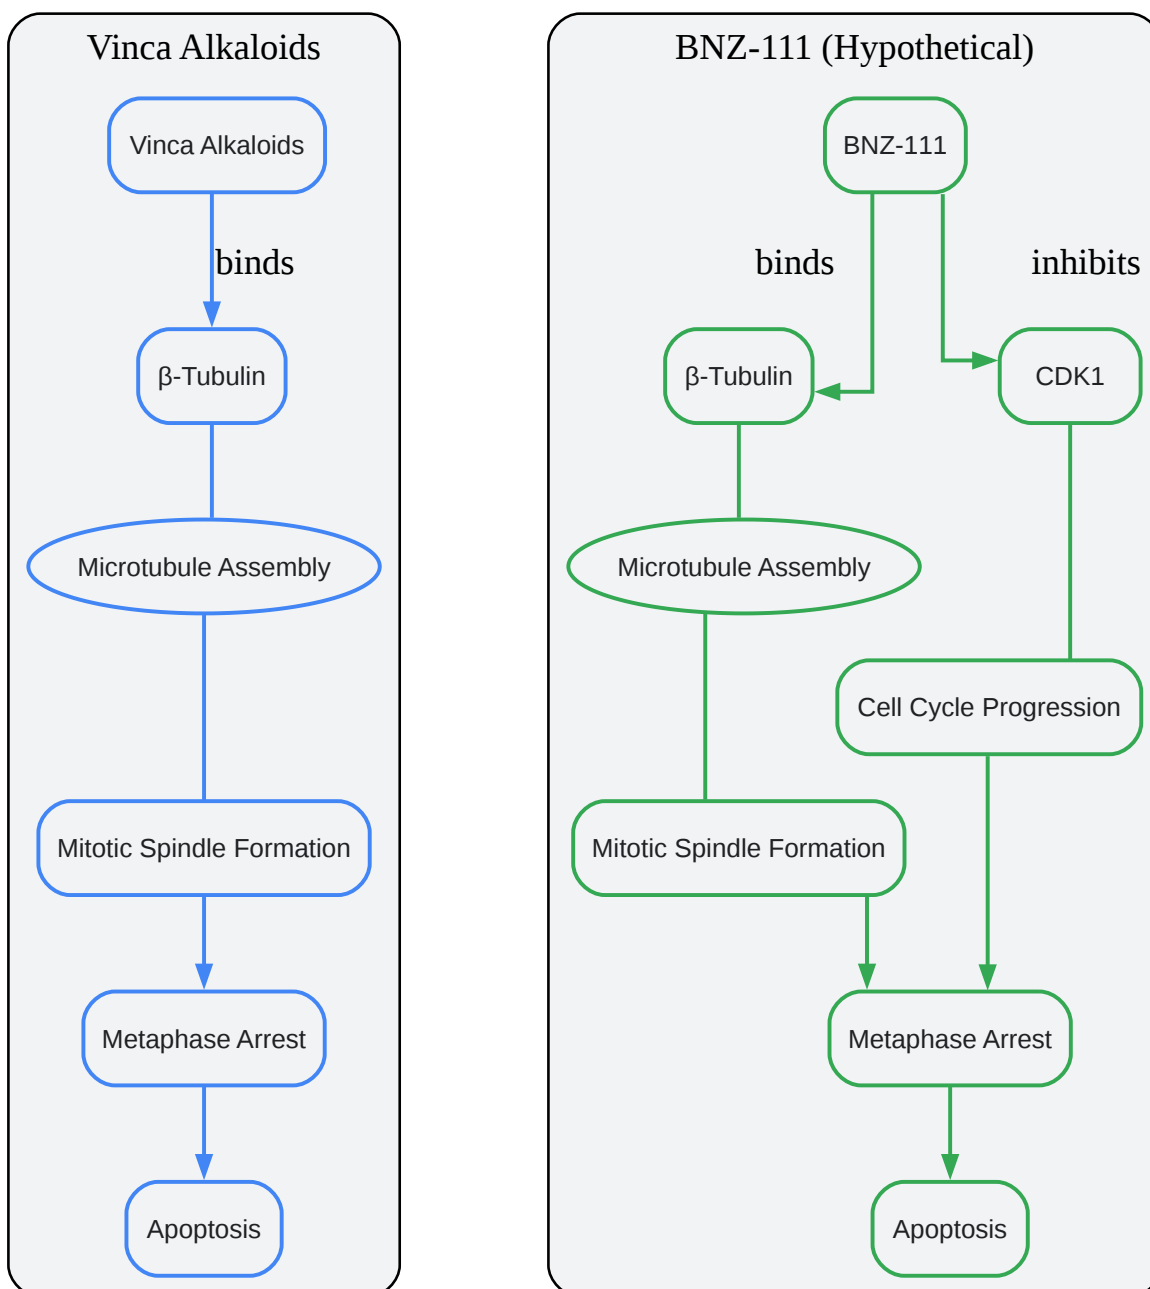 Vinca Alkaloids
Vinca Alkaloids
binds
β-Tubulin
Microtubule Assembly
Mitotic Spindle Formation
Metaphase Arrest
Apoptosis
BNZ-111 (Hypothetical)
BNZ-111
binds
inhibits
β-Tubulin
CDK1
Microtubule Assembly
Cell Cycle Progression
Mitotic Spindle Formation
Metaphase Arrest
Apoptosis